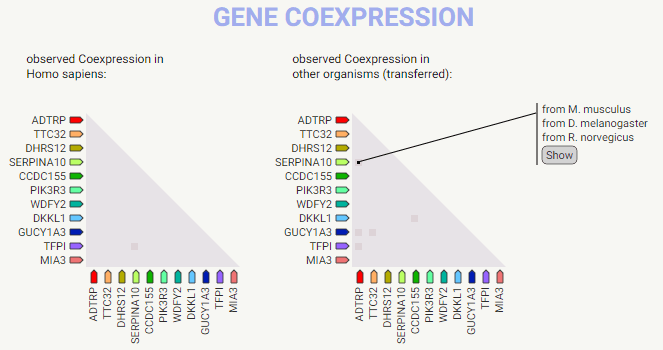 GENE COEXPRESSION
observed Coexpression in
Homo sapiens:
ADTRP
TTC32
DHRS12
SERPINA10
CCDC155
PIK3R3
WDFY2
DKKL1
GUCY1A3
TFPI
MIA3
ADTRP
TTC32
DHRS12
SERPINA10
CCDC155
PIK3R3
WDFY2
DKKL1
GUCY1A3
TFPI
MIA3
observed Coexpression in
other organisms (transferred):
ADTRP
TTC32
DHRS12
SERPINA10
CCDC155
PIK3R3
WDFY2
DKKL1
GUCY1A3
TFPI
MIA3
ADTRP
TTC32
DHRS12
SERPINA10
CCDC155
PIK3R3
WDFY2
DKKL1
GUCY1A3
TFPI
MIA3
from M. musculus
from D. melanogaster
from R. norvegicus
Show